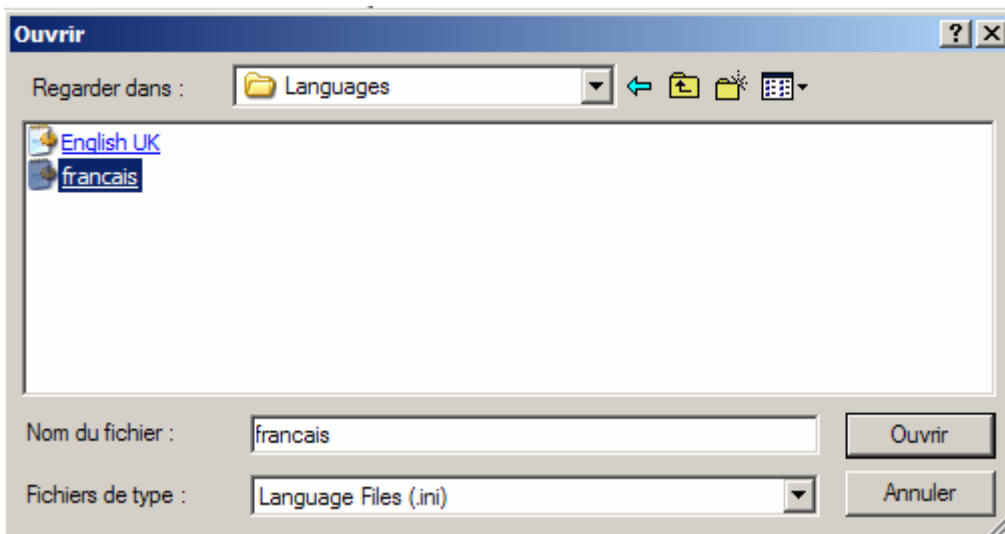 Ouvrir
Regarder dans :
Languages
English UK
francais
Nom du fichier :
francais
Ouvrir
Fichiers de type :
Language Files (.ini)
Annuler